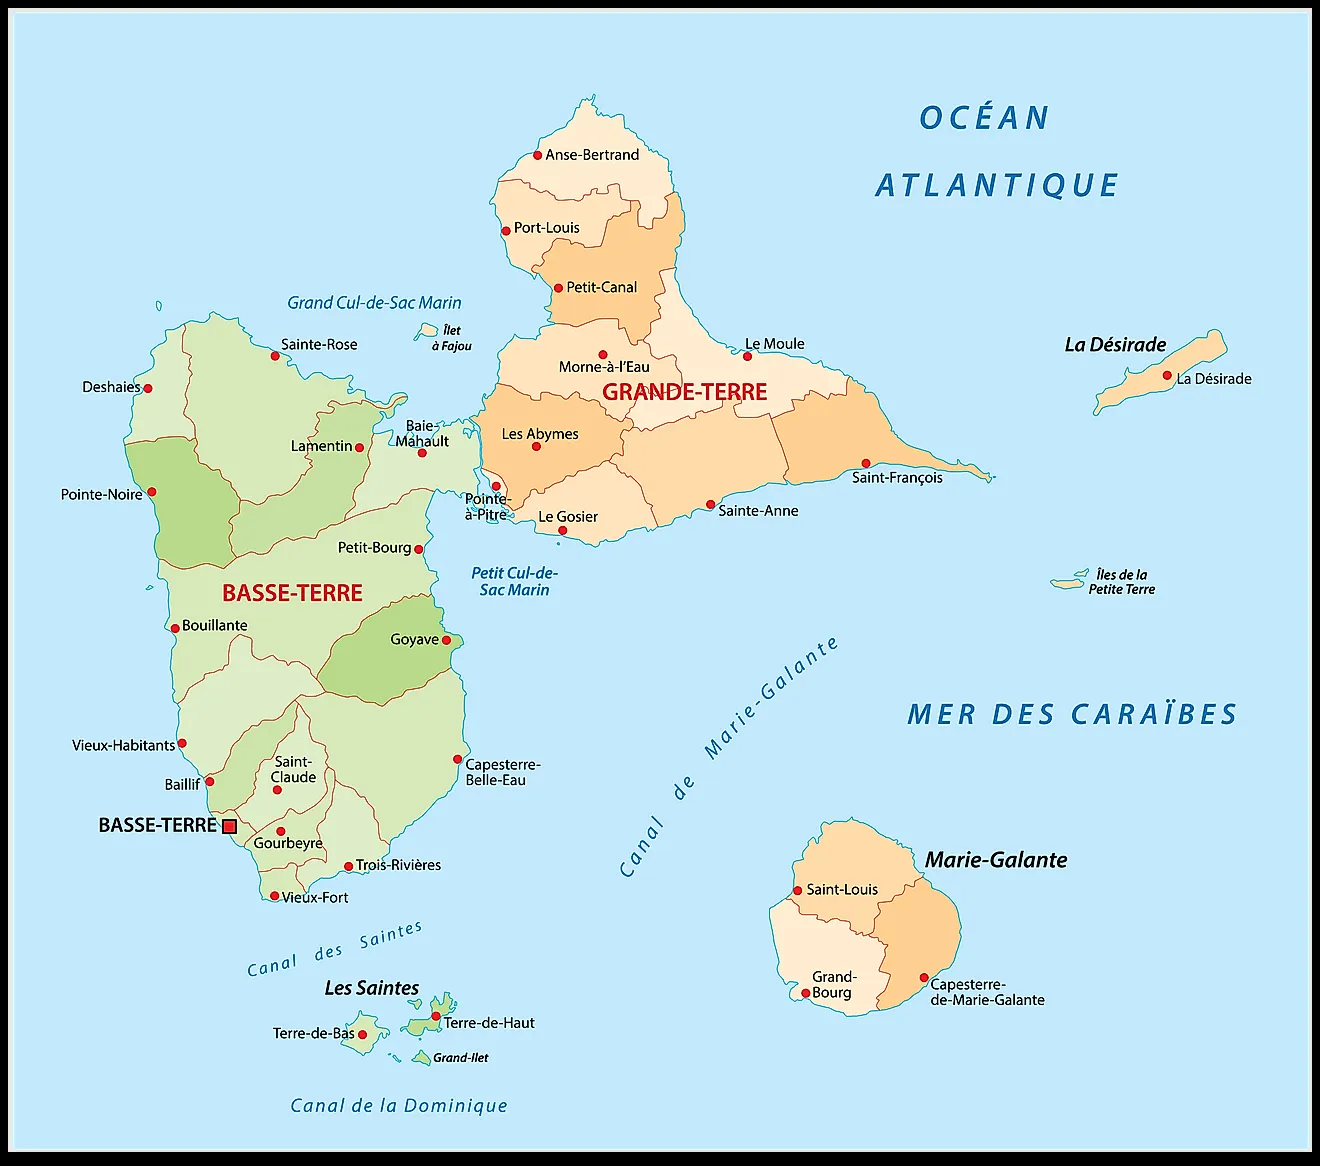 OCÉAN
ATLANTIQUE
Anse-Bertrand
Port-Louis
Petit-Canal
Grand Cul-de-Sac Marin
Îlet
à Fajou
Sainte-Rose
Le Moule
La Désirade
La Désirade
Morne-à-l'Eau
GRANDE-TERRE
Deshaies
Baie-
Mahault
Lamentin
Les Abymes
Saint-François
Pointe-Noire
Pointe-
à-Pitre
Le Gosier
Sainte-Anne
Petit-Bourg
Petit Cul-de-
Sac Marin
Îles de la
Petite Terre
BASSE-TERRE
Bouillante
Goyave
Canal de Marie-Galante
MER DES CARAÏBES
Vieux-Habitants
Saint-
Claude
Capesterre-
Belle-Eau
Baillif
BASSE-TERRE
Gourbeyre
Trois-Rivières
Vieux-Fort
Marie-Galante
Saint-Louis
Grand-
Bourg
Capesterre-
de-Marie-Galante
Canal des Saintes
Les Saintes
Terre-de-Bas
Terre-de-Haut
Grand-Ilet
Canal de la Dominique